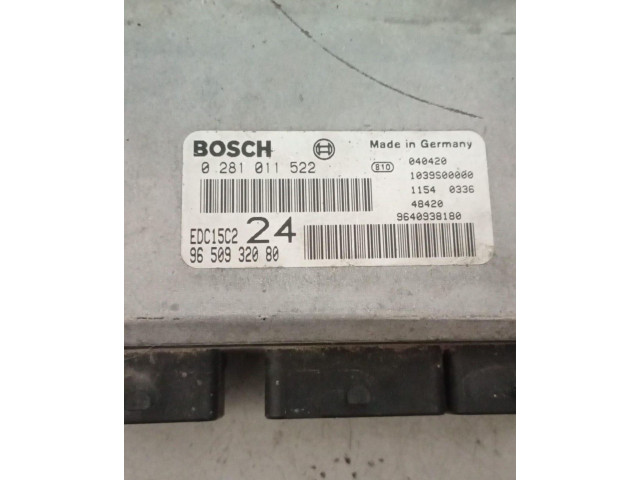 BOSCH Made in Germany
0 281 011 522 810 040420
1039S00000
1154 0336
48420
9640938180
EDC15C2 24
96 509 320 80